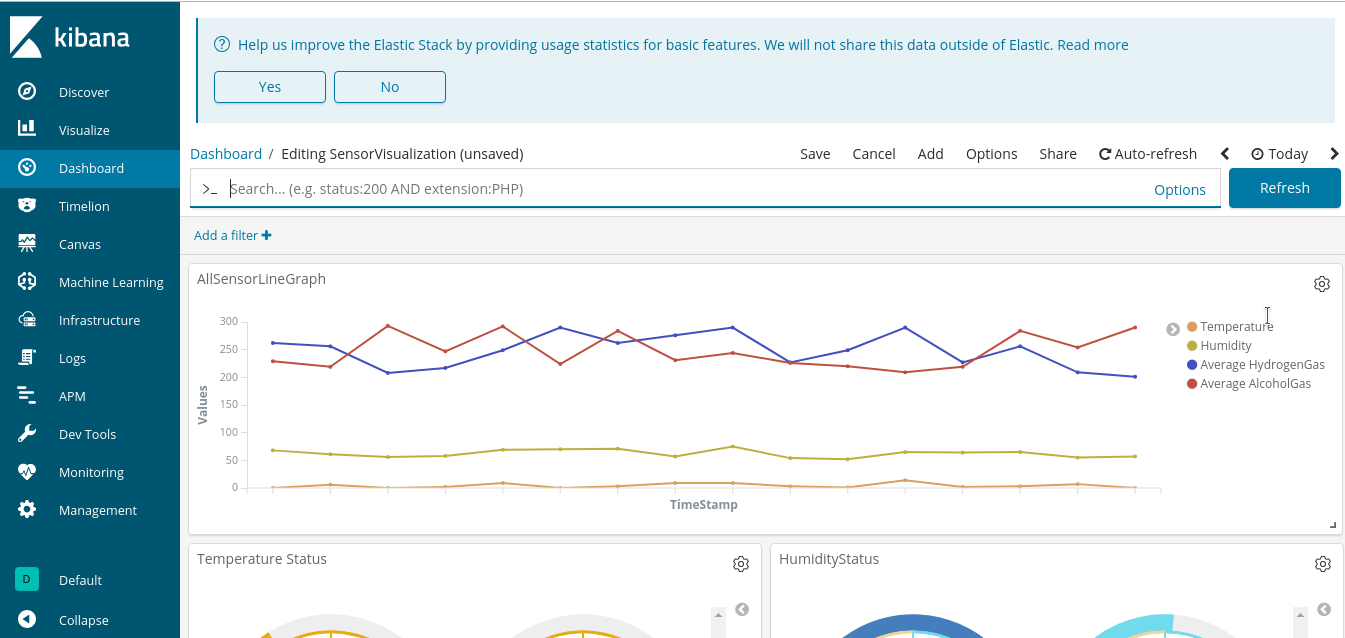 kibana
Discover
Visualize
Dashboard
Timelion
Canvas
Machine Learning
Infrastructure
Logs
APM
Dev Tools
Monitoring
Management
D Default
Collapse
Help us improve the Elastic Stack by providing usage statistics for basic features. We will not share this data outside of Elastic. Read more
Yes No
Dashboard / Editing SensorVisualization (unsaved) Save Cancel Add Options Share Auto-refresh Today
>_ Search... (e.g. status:200 AND extension:PHP) Options Refresh
Add a filter +
AllSensorLineGraph
300
250
200
150
100
50
0
Values
TimeStamp
Temperature
Humidity
Average HydrogenGas
Average AlcoholGas
Temperature Status
HumidityStatus